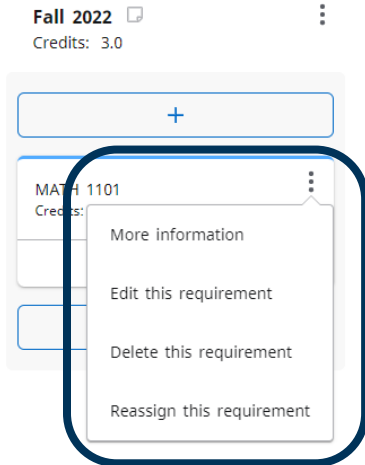 Fall 2022
Credits: 3.0
+
MATH 1101
Credits:
More information
Edit this requirement
Delete this requirement
Reassign this requirement